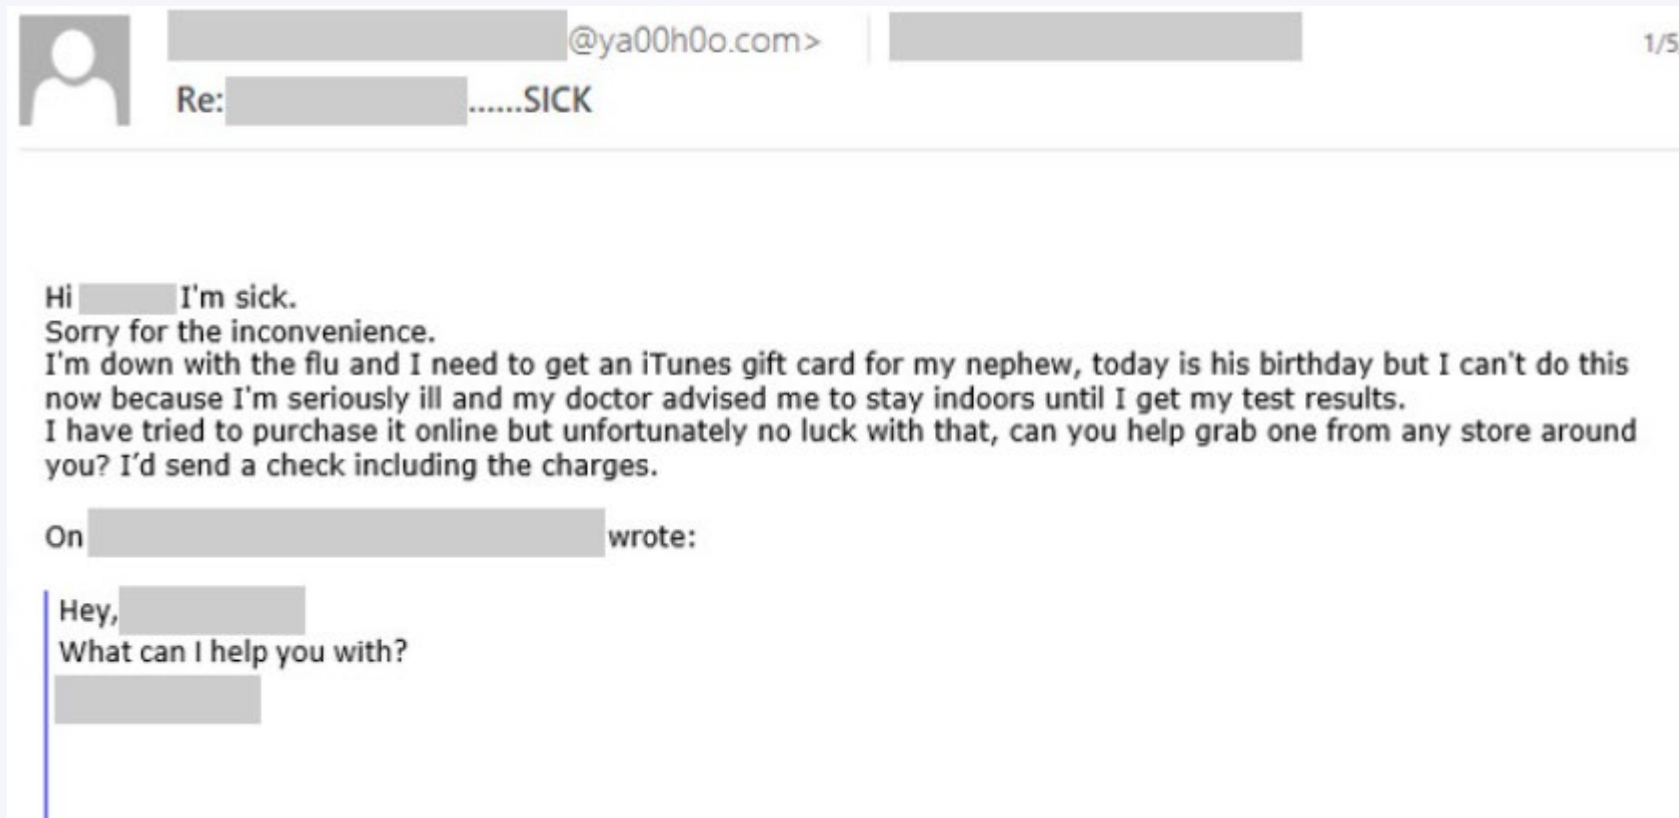 @ya00h0o.com>
1/5
Re: ......SICK
Hi I'm sick.
Sorry for the inconvenience.
I'm down with the flu and I need to get an iTunes gift card for my nephew, today is his birthday but I can't do this
now because I'm seriously ill and my doctor advised me to stay indoors until I get my test results.
I have tried to purchase it online but unfortunately no luck with that, can you help grab one from any store around
you? I'd send a check including the charges.
On wrote:
Hey,
What can I help you with?